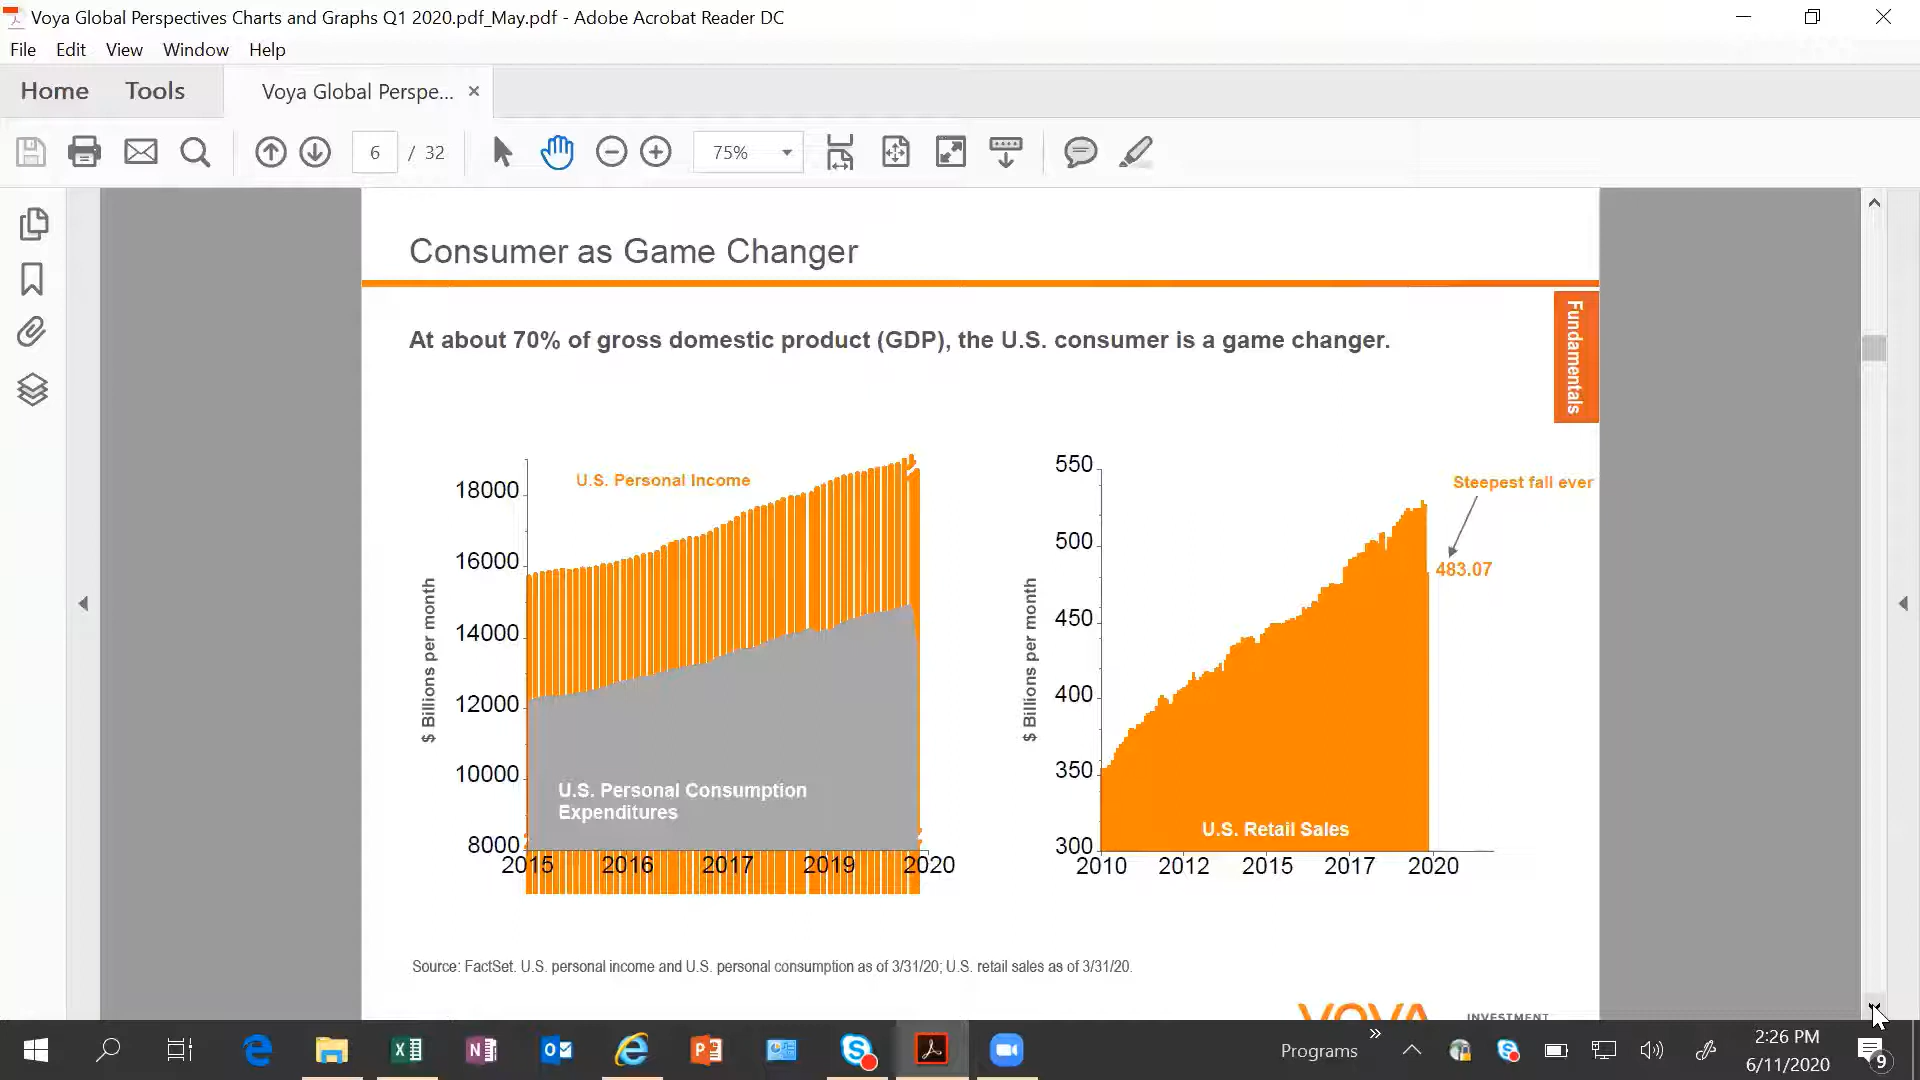 Voya Global Perspectives Charts and Graphs Q1 2020.pdf_May.pdf - Adobe Acrobat Reader DC
File Edit View Window Help
Home Tools Voya Global Perspe... ×
6 / 32 75%
Consumer as Game Changer
Fundamentals
At about 70% of gross domestic product (GDP), the U.S. consumer is a game changer.
$ Billions per month
18000
16000
14000
12000
10000
8000
U.S. Personal Income
U.S. Personal Consumption
Expenditures
2015 2016 2017 2019 2020
$ Billions per month
550
500
450
400
350
300
Steepest fall ever
483.07
U.S. Retail Sales
2010 2012 2015 2017 2020
Source: FactSet. U.S. personal income and U.S. personal consumption as of 3/31/20; U.S. retail sales as of 3/31/20.
VOYA INVESTMENT
Programs
2:26 PM
6/11/2020
9